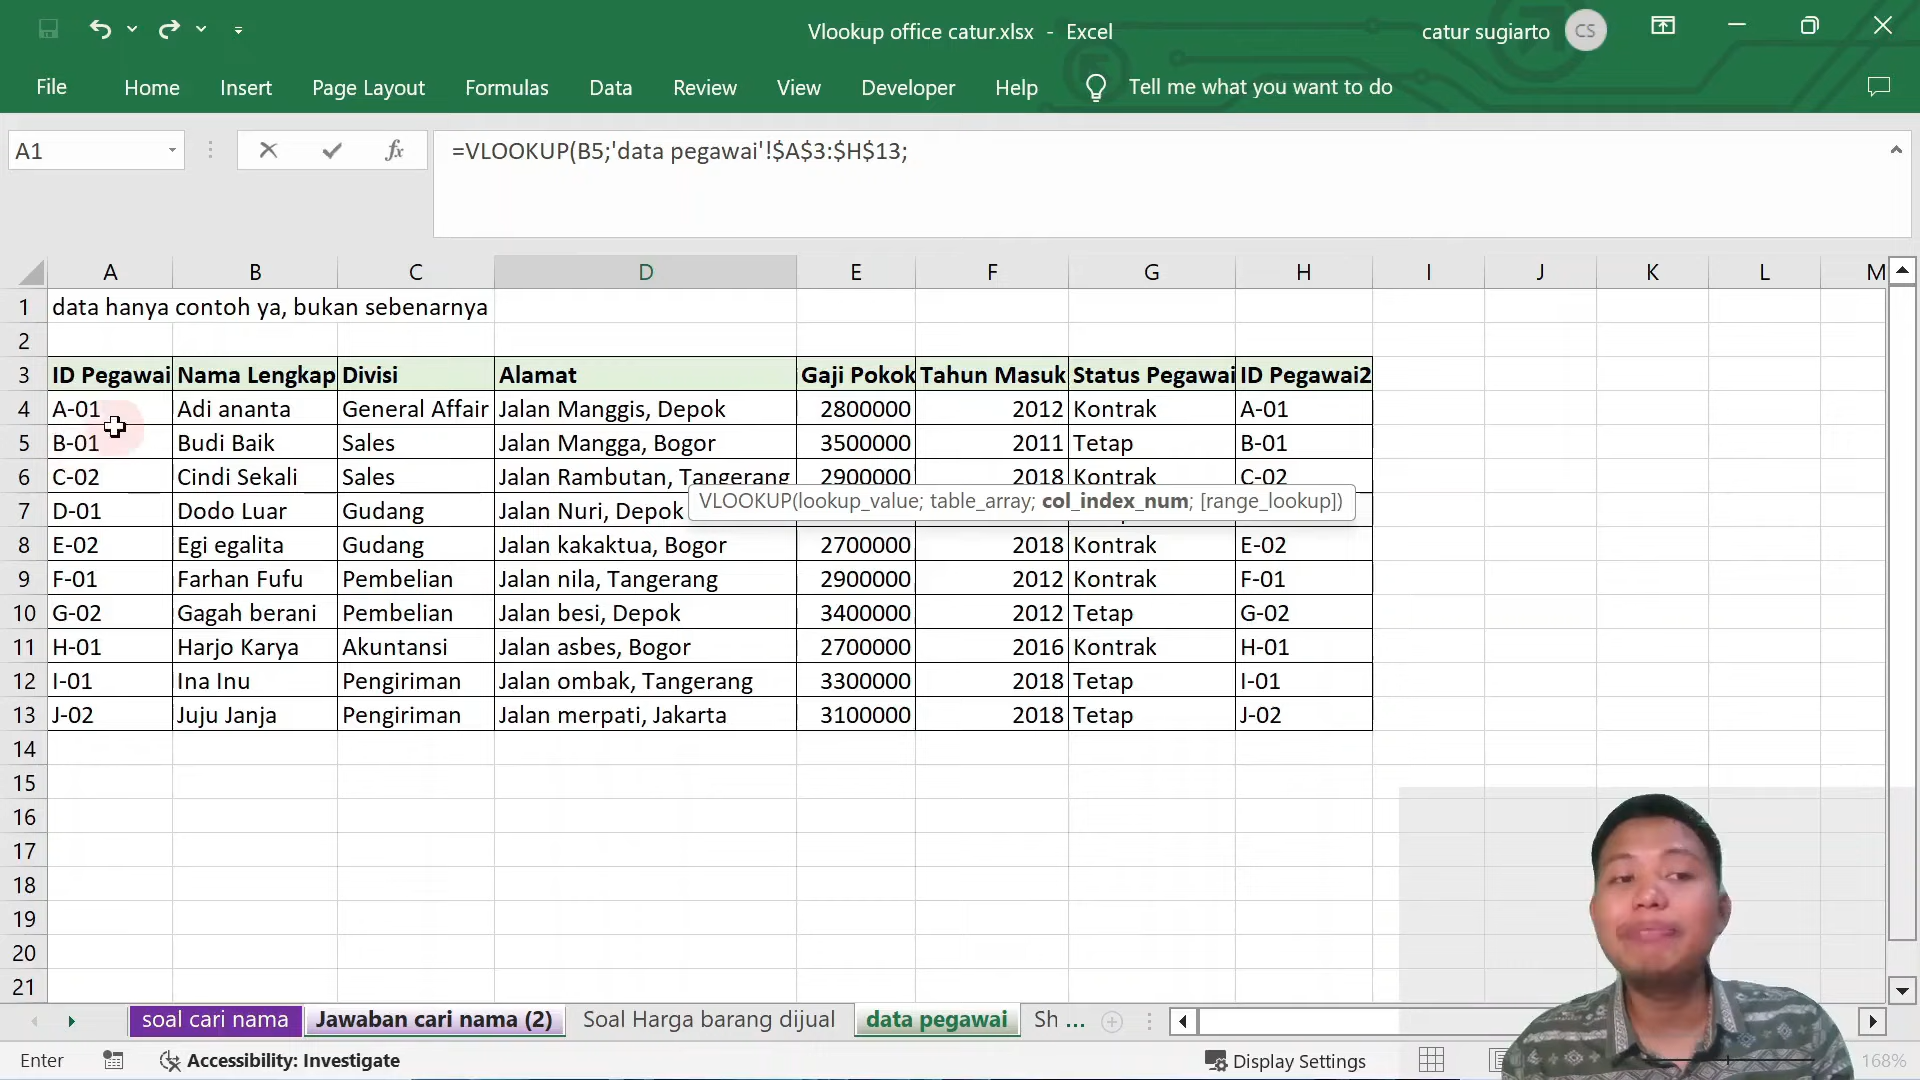 Vlookup office catur.xlsx - Excel
catur sugiarto CS
File Home Insert Page Layout Formulas Data Review View Developer Help Tell me what you want to do
A1 fx =VLOOKUP(B5;'data pegawai'!$A$3:$H$13;
A B C D E F G H I J K L M
1 data hanya contoh ya, bukan sebenarnya
2
3 ID Pegawai Nama Lengkap Divisi Alamat Gaji Pokok Tahun Masuk Status Pegawai ID Pegawai2
4 A-01 Adi ananta General Affair Jalan Manggis, Depok 2800000 2012 Kontrak A-01
5 B-01 Budi Baik Sales Jalan Mangga, Bogor 3500000 2011 Tetap B-01
6 C-02 Cindi Sekali Sales Jalan Rambutan, Tangerang 2900000 2018 Kontrak C-02
VLOOKUP(lookup_value; table_array; col_index_num; [range_lookup])
7 D-01 Dodo Luar Gudang Jalan Nuri, Depok
8 E-02 Egi egalita Gudang Jalan kakaktua, Bogor 2700000 2018 Kontrak E-02
9 F-01 Farhan Fufu Pembelian Jalan nila, Tangerang 2900000 2012 Kontrak F-01
10 G-02 Gagah berani Pembelian Jalan besi, Depok 3400000 2012 Tetap G-02
11 H-01 Harjo Karya Akuntansi Jalan asbes, Bogor 2700000 2016 Kontrak H-01
12 I-01 Ina Inu Pengiriman Jalan ombak, Tangerang 3300000 2018 Tetap I-01
13 J-02 Juju Janja Pengiriman Jalan merpati, Jakarta 3100000 2018 Tetap J-02
14
15
16
17
18
19
20
21
soal cari nama Jawaban cari nama (2) Soal Harga barang dijual data pegawai Sh ...
Enter Accessibility: Investigate Display Settings 168%